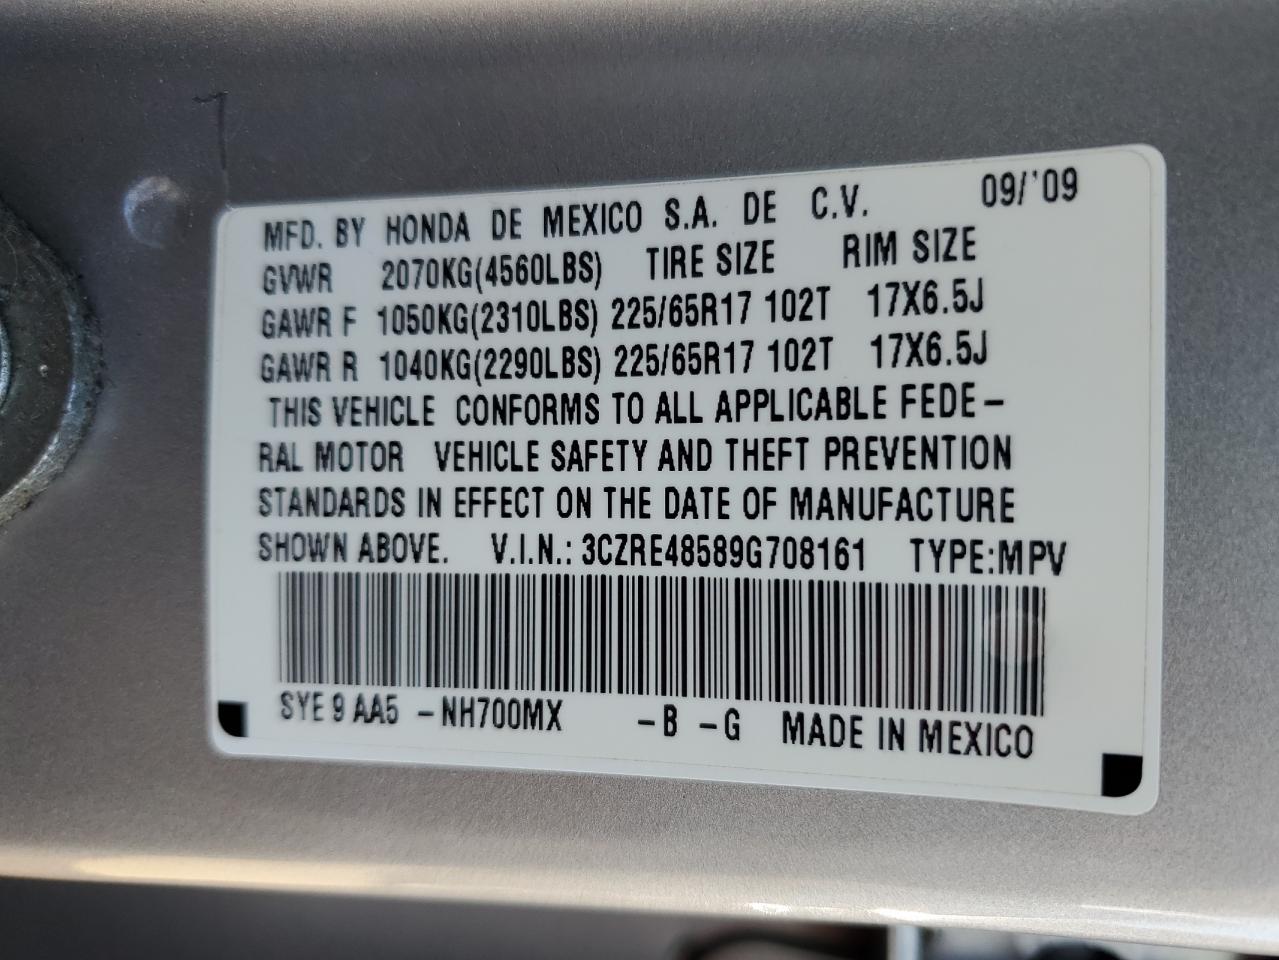 MFD. BY HONDA DE MEXICO S.A. DE C.V. 09/'09
GVWR 2070KG(4560LBS) TIRE SIZE RIM SIZE
GAWR F 1050KG(2310LBS) 225/65R17 102T 17X6.5J
GAWR R 1040KG(2290LBS) 225/65R17 102T 17X6.5J
THIS VEHICLE CONFORMS TO ALL APPLICABLE FEDE-
RAL MOTOR VEHICLE SAFETY AND THEFT PREVENTION
STANDARDS IN EFFECT ON THE DATE OF MANUFACTURE
SHOWN ABOVE. V.I.N.: 3CZRE48589G708161 TYPE:MPV
SYE 9 AA5 -NH700MX -B -G MADE IN MEXICO